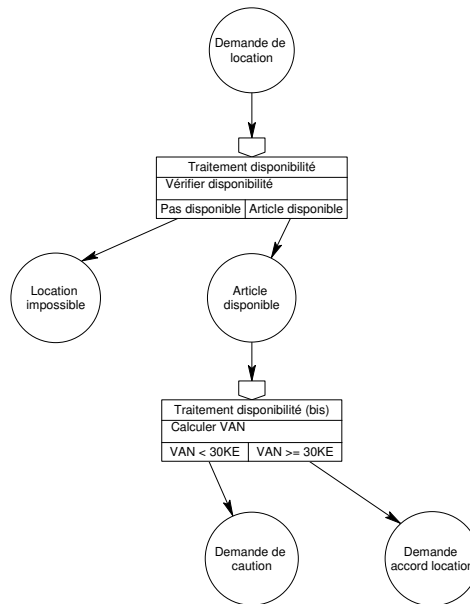 Demande de
location
Traitement disponibilité
Vérifier disponibilité
Pas disponible
Article disponible
Location
impossible
Article
disponible
Traitement disponibilité (bis)
Calculer VAN
VAN < 30KE
VAN >= 30KE
Demande de
caution
Demande
accord location